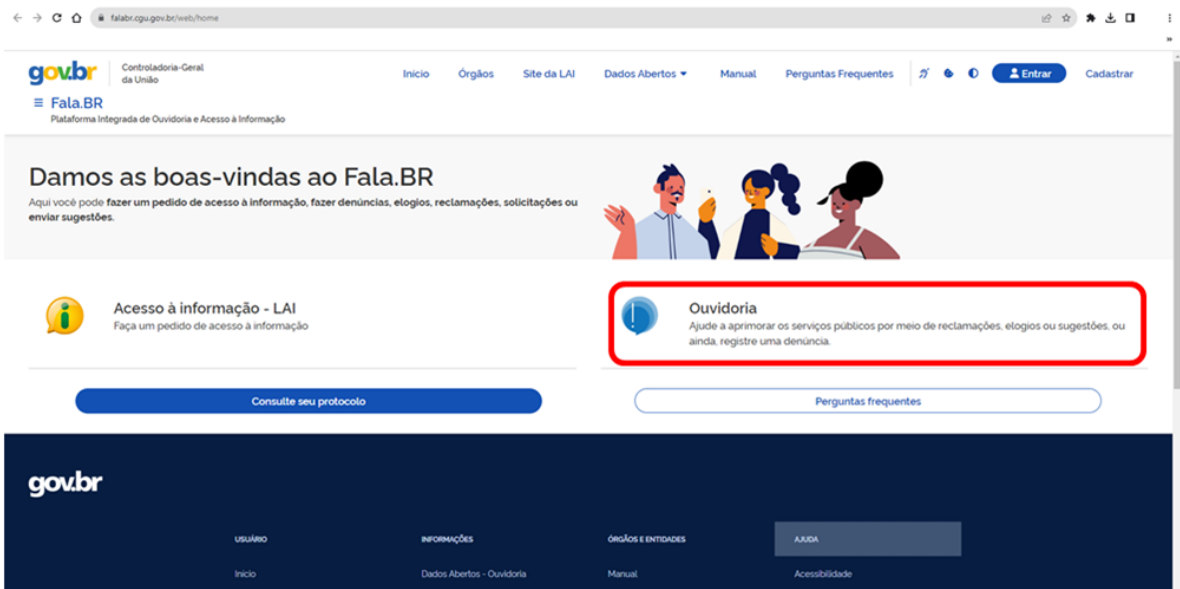 falabr.cgu.gov.br/web/home
gov.br
Controladoria-Geral
da União
Início Órgãos Site da LAI Dados Abertos Manual Perguntas Frequentes Entrar Cadastrar
Fala.BR
Plataforma Integrada de Ouvidoria e Acesso à Informação
Damos as boas-vindas ao Fala.BR
Aqui você pode fazer um pedido de acesso à informação, fazer denúncias, elogios, reclamações, solicitações ou
enviar sugestões.
Acesso à informação - LAI
Faça um pedido de acesso à informação
Ouvidoria
Ajude a aprimorar os serviços públicos por meio de reclamações, elogios ou sugestões, ou
ainda, registre uma denúncia.
Consulte seu protocolo
Perguntas frequentes
gov.br
USUÁRIO INFORMAÇÕES ÓRGÃOS E ENTIDADES AJUDA
Início Dados Abertos - Ouvidoria Manual Acessibilidade